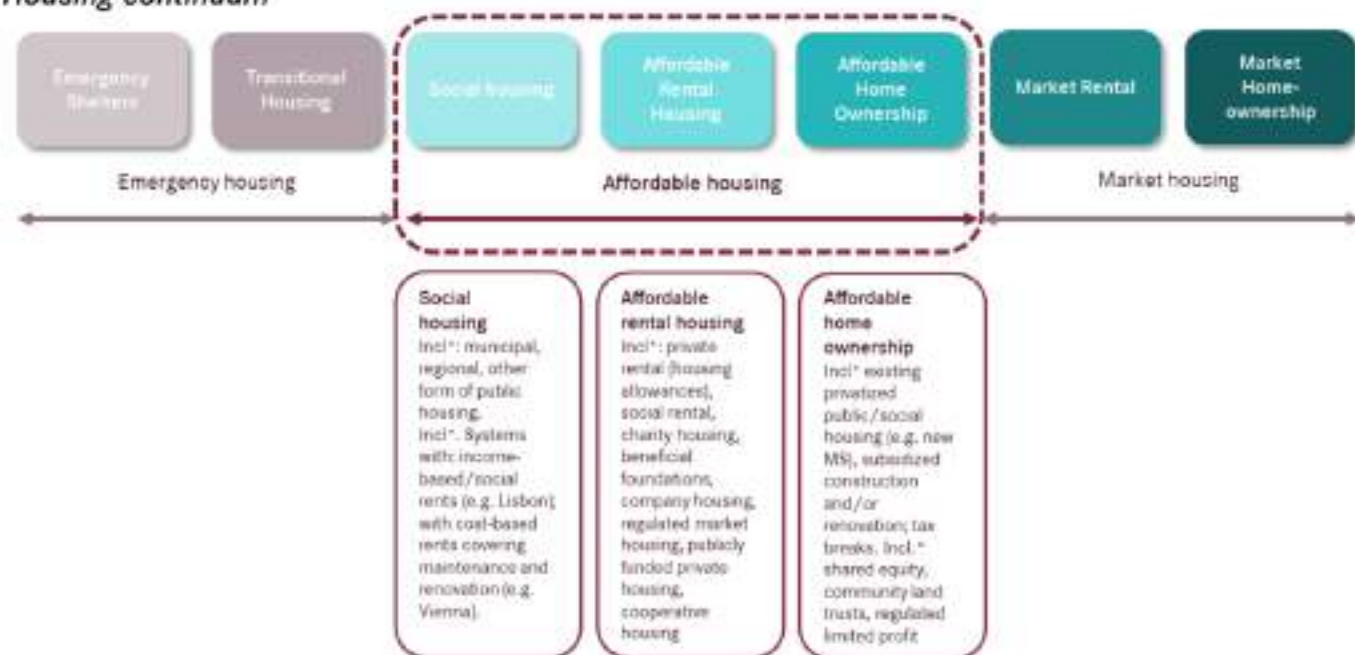 Housing continuum
Emergency
Shelters
Transitional
Housing
Social housing
Affordable
Rental
Housing
Affordable
Home
Ownership
Market Rental
Market
Home-
ownership
Emergency housing
Affordable housing
Market housing
Social
housing
Incl*: municipal,
regional, other
form of public
housing,
Incl*. Systems
with: income-
based/social
rents (e.g. Lisbon);
with cost-based
rents covering
maintenance and
renovation (e.g.
Vienna).
Affordable
rental housing
Incl*: private
rental (housing
allowances),
social rental,
charity housing,
beneficial
foundations,
company housing,
regulated market
housing, publicly
funded private
housing,
cooperative
housing
Affordable
home
ownership
Incl* existing
privatized
public/social
housing (e.g. new
MS), subsidized
construction
and/or
renovation; tax
breaks. Incl.*
shared equity,
community land
trusts, regulated
limited profit